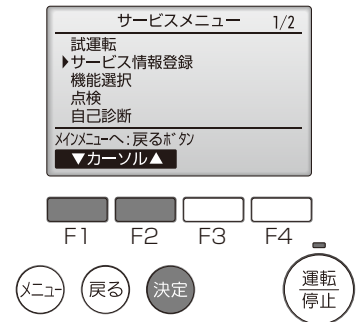 サービスメニュー 1/2
試運転
▶サービス情報登録
機能選択
点検
自己診断
ﾒｲﾝﾒﾆｭｰへ:戻るﾎﾞﾀﾝ
▼カーソル▲
F1 F2 F3 F4
メニュー 戻る 決定 運転
停止